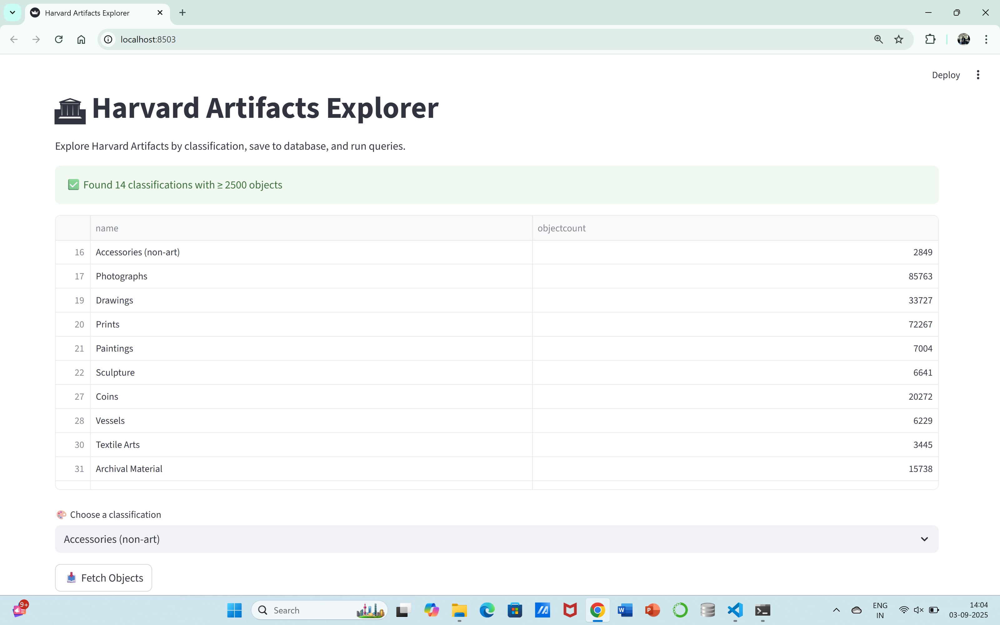 Harvard Artifacts Explorer
localhost:8503
Deploy
Harvard Artifacts Explorer
Explore Harvard Artifacts by classification, save to database, and run queries.
Found 14 classifications with ≥ 2500 objects
name objectcount
16 Accessories (non-art) 2849
17 Photographs 85763
19 Drawings 33727
20 Prints 72267
21 Paintings 7004
22 Sculpture 6641
27 Coins 20272
28 Vessels 6229
30 Textile Arts 3445
31 Archival Material 15738
Choose a classification
Accessories (non-art)
Fetch Objects
9+
Search
W
P
ENG
IN
14:04
03-09-2025